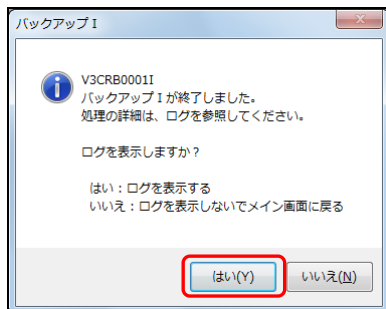 バックアップⅠ
V3CRB0001I
バックアップⅠが終了しました。
処理の詳細は、ログを参照してください。
ログを表示しますか？
はい：ログを表示する
いいえ：ログを表示しないでメイン画面に戻る
はい(Y)
いいえ(N)